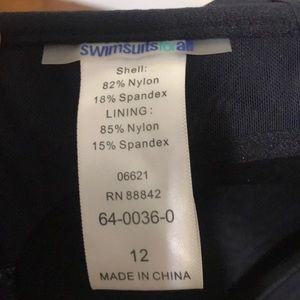 swimsuitsforall
Shell:
82% Nylon
18% Spandex
LINING:
85% Nylon
15% Spandex
06621
RN 88842
64-0036-0
12
MADE IN CHINA